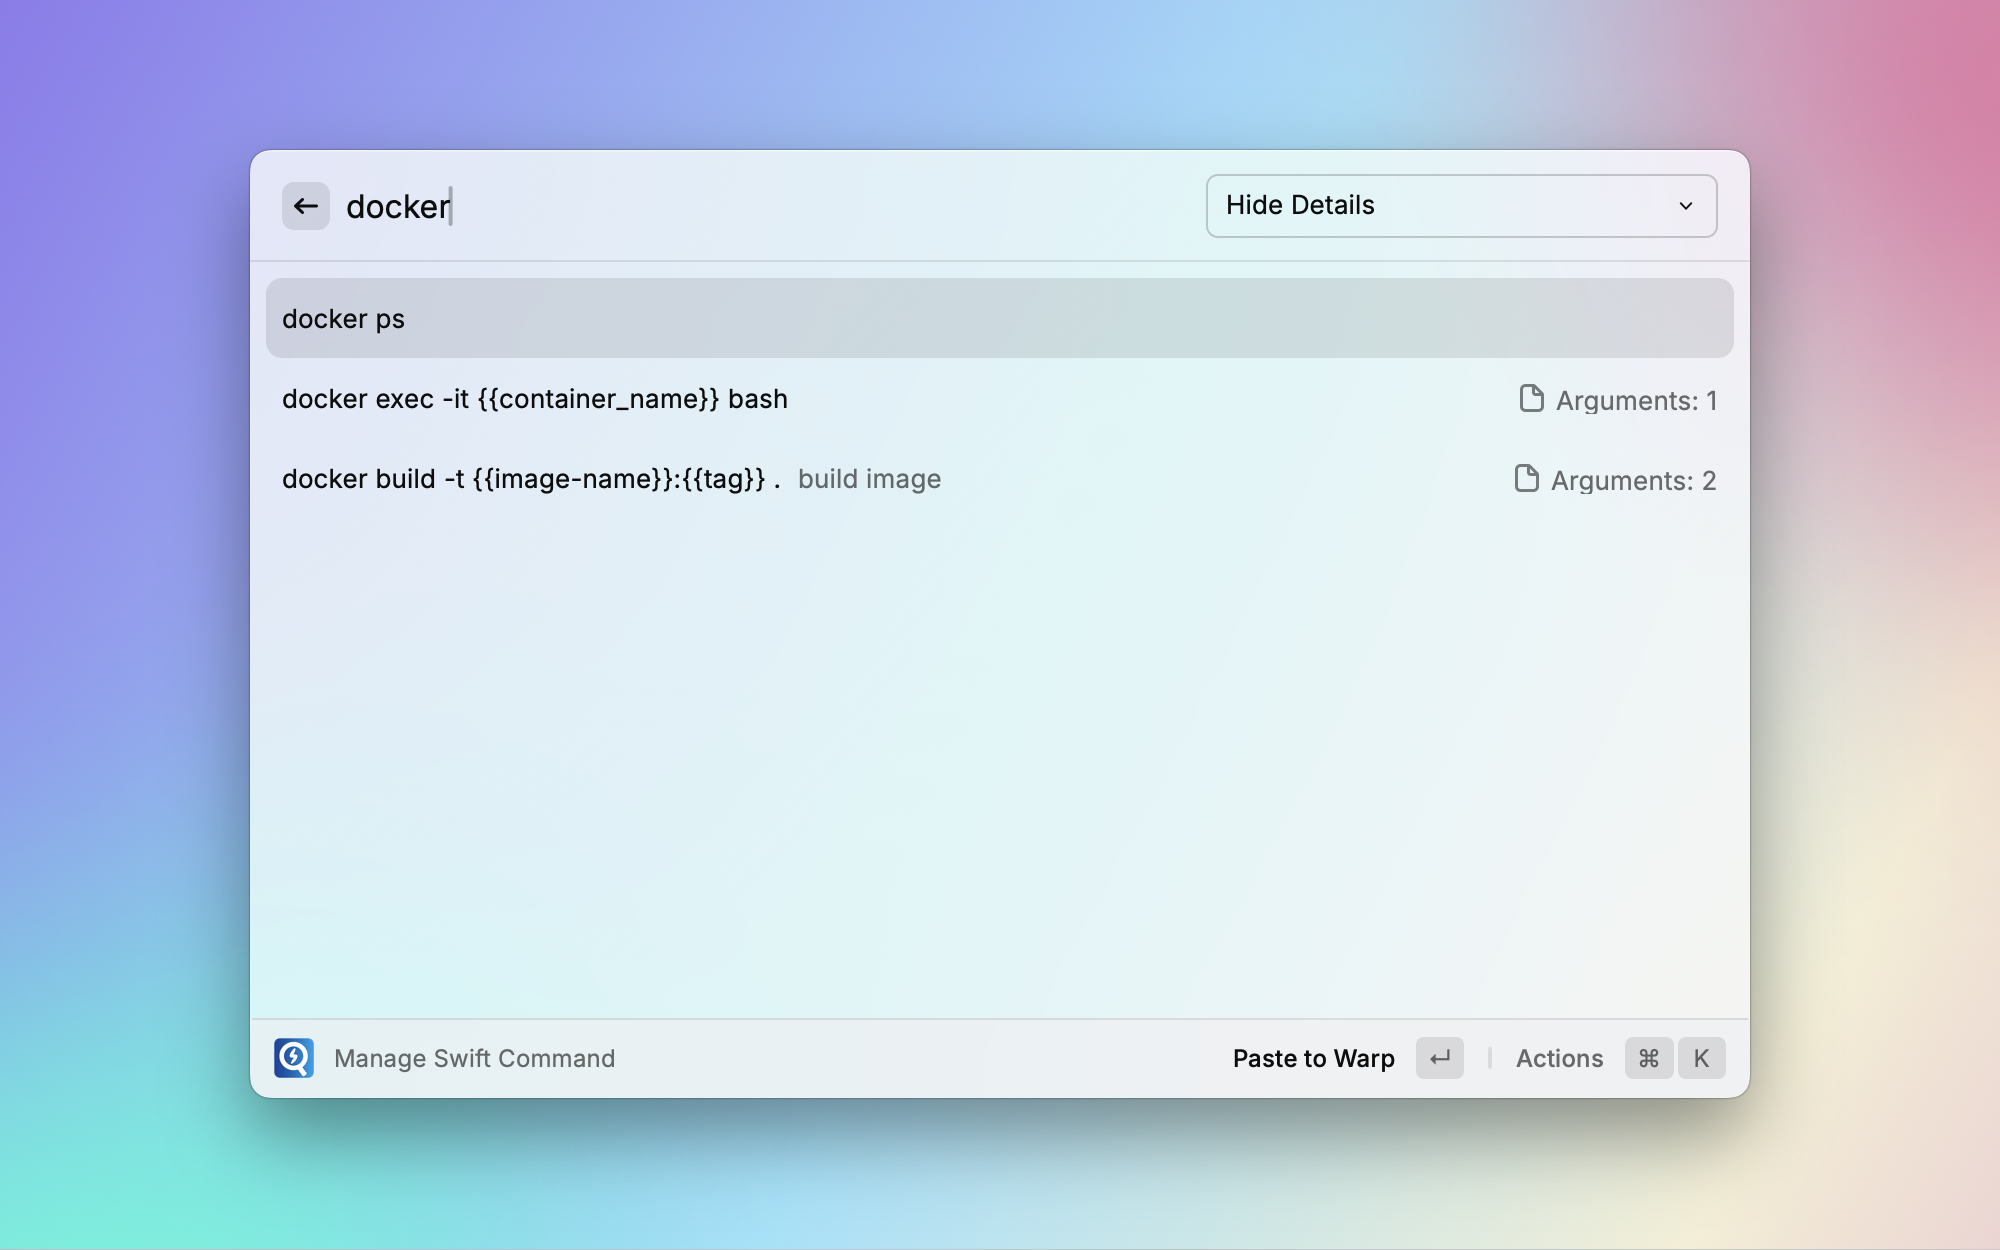 docker
Hide Details
docker ps
docker exec -it {{container_name}} bash
Arguments: 1
docker build -t {{image-name}}:{{tag}} . build image
Arguments: 2
Manage Swift Command
Paste to Warp ↵
Actions ⌘ K